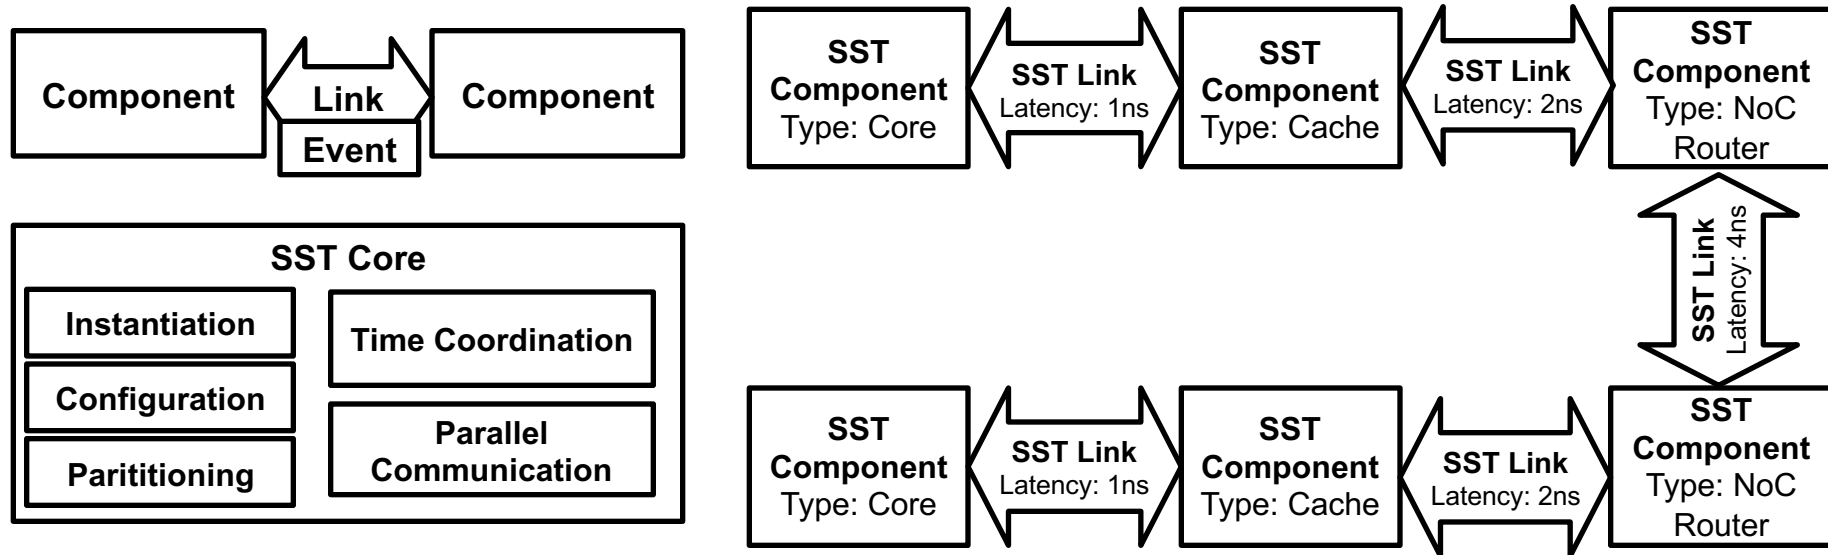 Component
Link
Event
Component
SST Core
Instantiation
Configuration
Parititioning
Time Coordination
Parallel
Communication
SST
Component
Type: Core
SST Link
Latency: 1ns
SST
Component
Type: Cache
SST Link
Latency: 2ns
SST
Component
Type: NoC
Router
SST Link
Latency: 4ns
SST
Component
Type: Core
SST Link
Latency: 1ns
SST
Component
Type: Cache
SST Link
Latency: 2ns
SST
Component
Type: NoC
Router